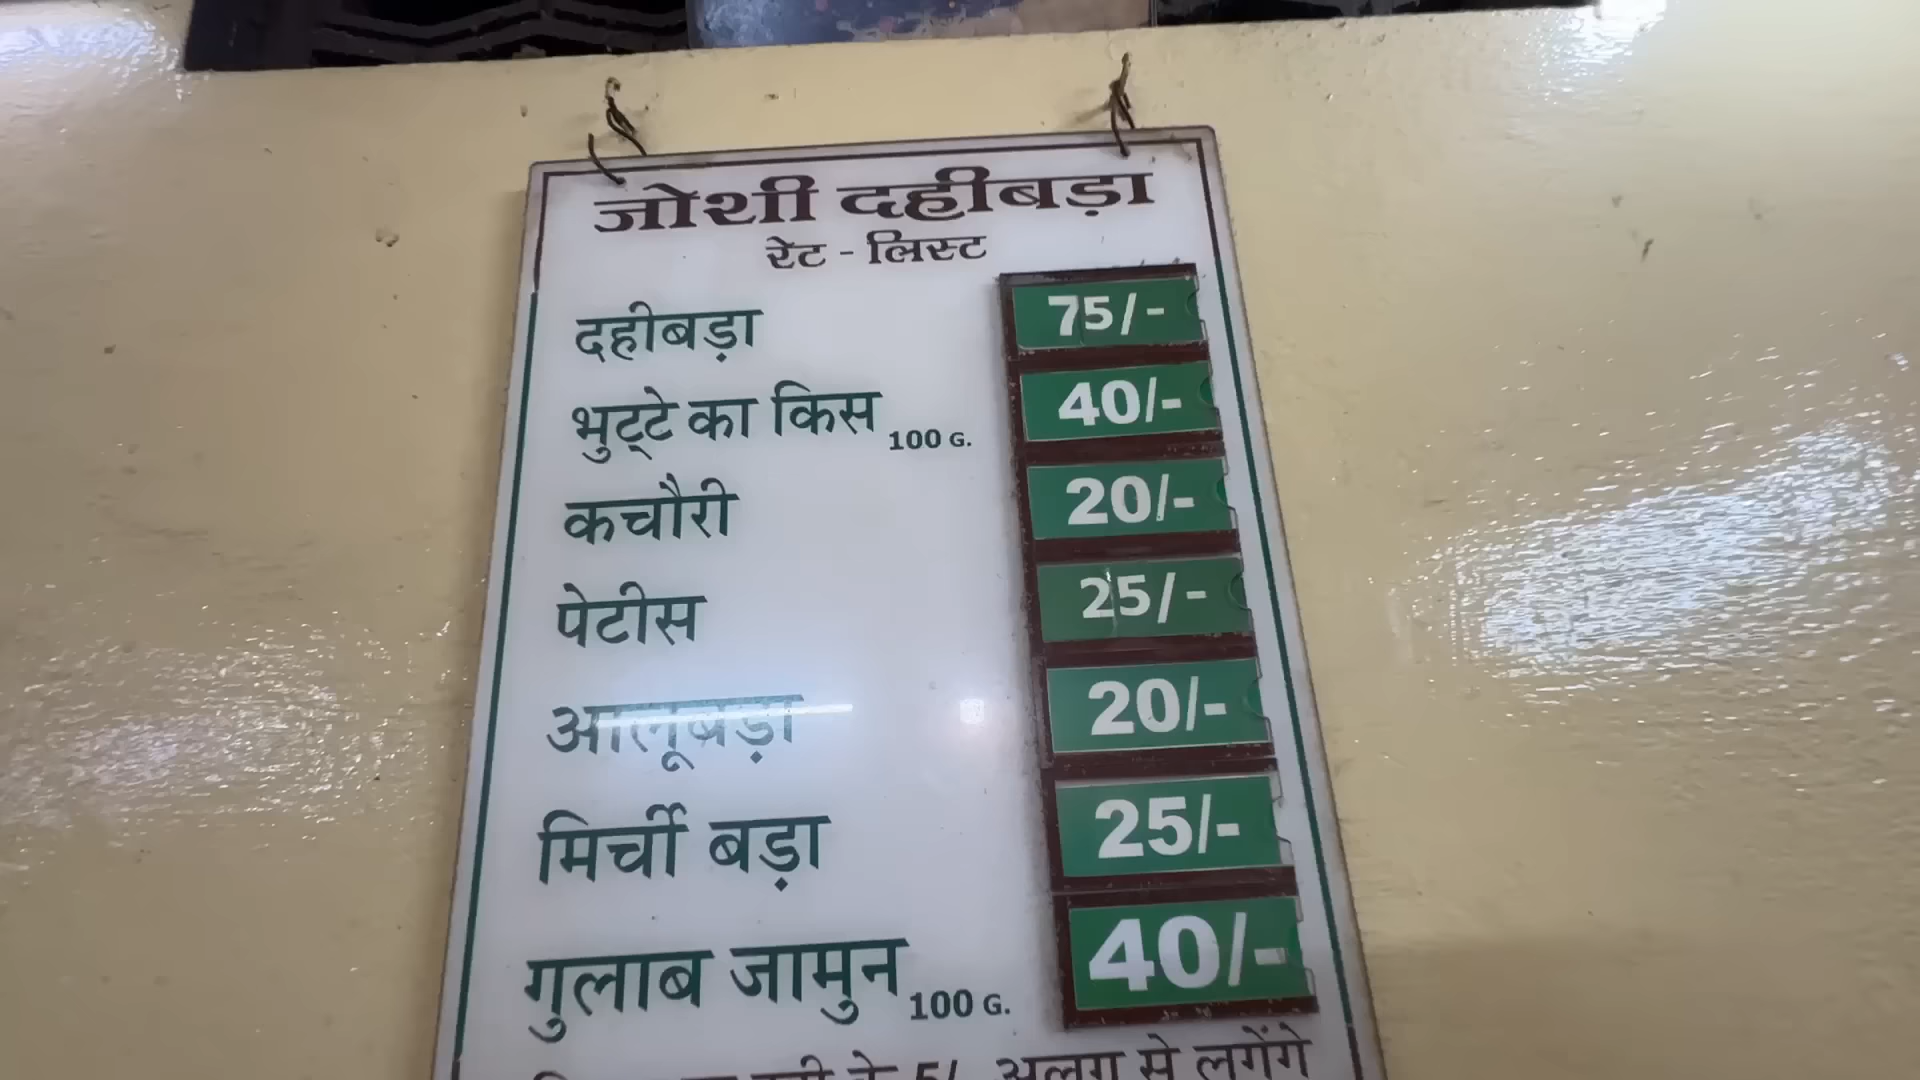 जोशी दहीबड़ा
रेट - लिस्ट
दहीबड़ा 75/-
भुट्टे का किस 100 G. 40/-
कचौरी 20/-
पेटीस 25/-
आलूबड़ा 20/-
मिर्ची बड़ा 25/-
गुलाब जामुन 100 G. 40/-
के 5/- अलग से लगेंगे